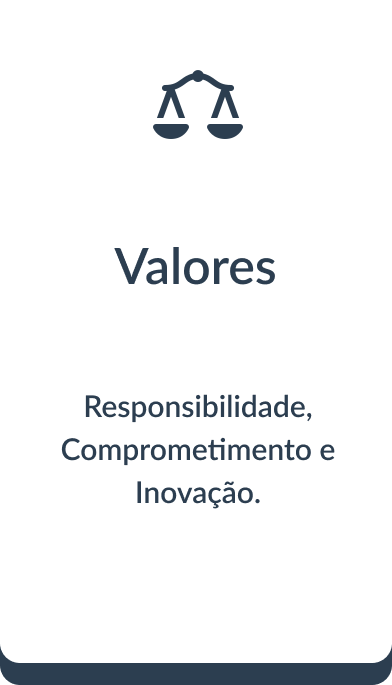 Valores
Responsibilidade,
Comprometimento e
Inovação.